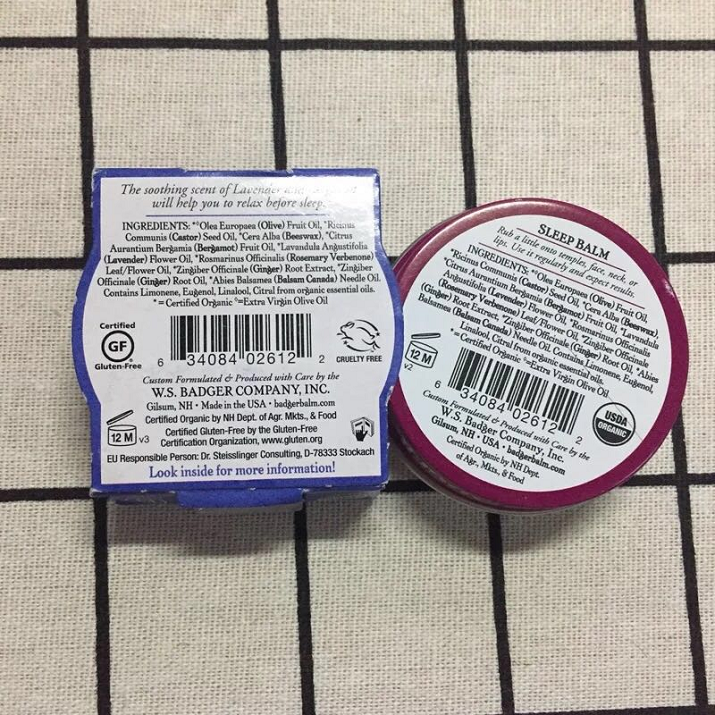 The soothing scent of Lavender
will help you to relax before sleep.
INGREDIENTS: *°Olea Europaea (Olive) Fruit Oil, *Ricinus
Communis (Castor) Seed Oil, *Cera Alba (Beeswax), *Citrus
Aurantium Bergamia (Bergamot) Fruit Oil, *Lavandula Angustifolia
(Lavender) Flower Oil, *Rosmarinus Officinalis (Rosemary Verbenone)
Leaf/Flower Oil, *Zingiber Officinale (Ginger) Root Extract, *Zingiber
Officinale (Ginger) Root Oil, *Abies Balsamea (Balsam Canada) Needle Oil.
Contains Limonene, Eugenol, Linalool, Citral from organic essential oils.
* = Certified Organic °=Extra Virgin Olive Oil
Certified
GF
Gluten-Free
6 34084 02612 2
CRUELTY FREE
Custom Formulated & Produced with Care by the
W.S. BADGER COMPANY, INC.
Gilsum, NH • Made in the USA • badgerbalm.com
Certified Organic by NH Dept. of Agr. Mkts., & Food
Certified Gluten-Free by the Gluten-Free
Certification Organization, www.gluten.org
12 M v3
EU Responsible Person: Dr. Steisslinger Consulting, D-78333 Stockach
Look inside for more information!
SLEEP BALM
Rub a little onto temples, face, neck, or
lips. Use it regularly and expect results.
INGREDIENTS: *°Olea Europaea (Olive) Fruit Oil,
*Ricinus Communis (Castor) Seed Oil, *Cera Alba (Beeswax)
*Citrus Aurantium Bergamia (Bergamot) Fruit Oil, *Lavandula
Angustifolia (Lavender) Flower Oil, *Rosmarinus Officinalis
(Rosemary Verbenone) Leaf/Flower Oil, *Zingiber Officinale
(Ginger) Root Extract, *Zingiber Officinale (Ginger) Root Oil, *Abies
Balsamea (Balsam Canada) Needle Oil. Contains Limonene, Eugenol,
Linalool, Citral from organic essential oils.
* = Certified Organic °=Extra Virgin Olive Oil
12 M
v2
6 34084 02612 2
USDA
ORGANIC
Custom Formulated & Produced with Care by the
W.S. Badger Company, Inc.
Gilsum, NH • USA • badgerbalm.com
Certified Organic by NH Dept.
of Agr., Mkts., & Food